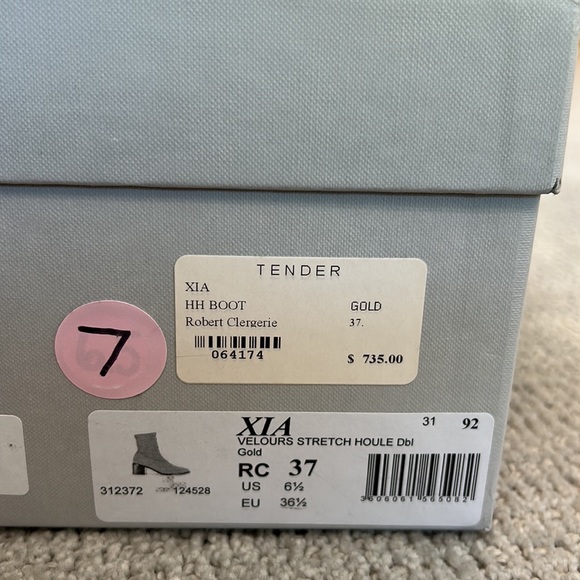 TENDER
XIA
HH BOOT GOLD
Robert Clergerie 37.
064174
$ 735.00
7
XIA 31 92
VELOURS STRETCH HOULE Dbl
Gold
RC 37
US 6½
EU 36½
312372 124528
3606061565082